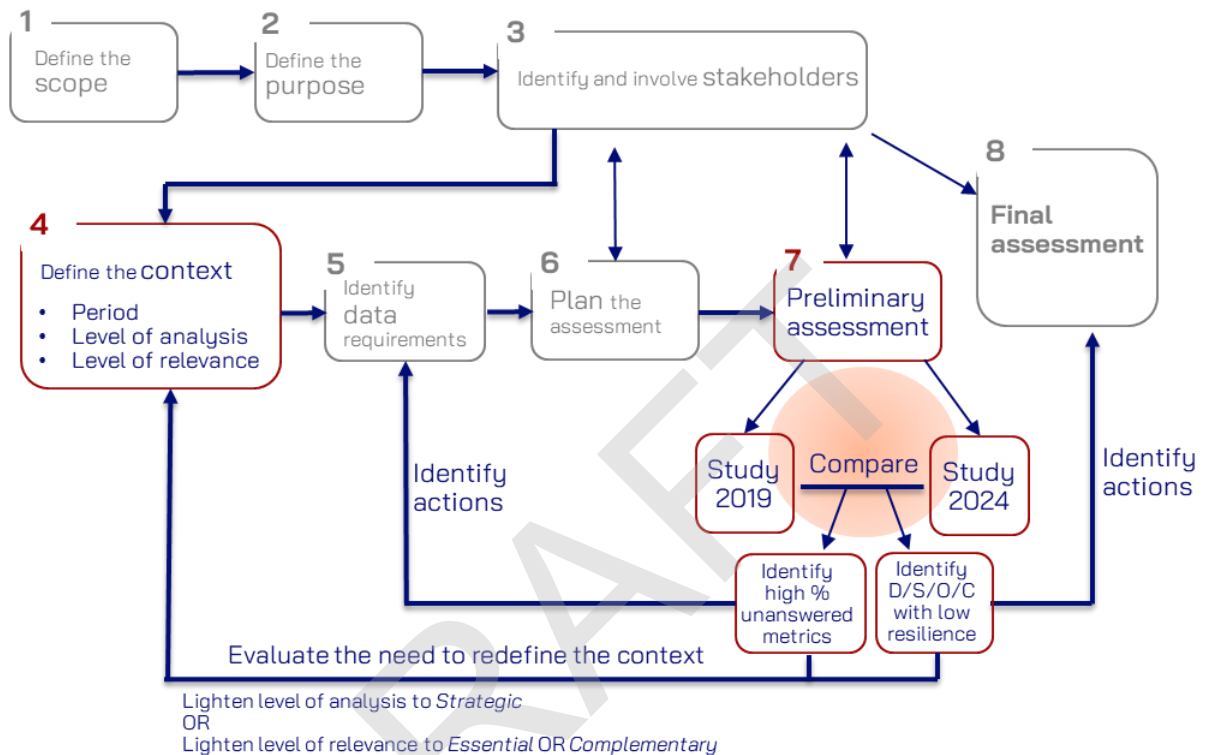 1
Define the
scope
2
Define the
purpose
3
Identify and involve stakeholders
4
Define the context
• Period
• Level of analysis
• Level of relevance
5
Identify
data
requirements
6
Plan the
assessment
7
Preliminary
assessment
8
Final
assessment
Study
2019
Compare
Study
2024
Identify
actions
Identify
actions
Identify
high %
unanswered
metrics
Identify
D/S/O/C
with low
resilience
Evaluate the need to redefine the context
Lighten level of analysis to Strategic
OR
Lighten level of relevance to Essential OR Complementary
RAFT